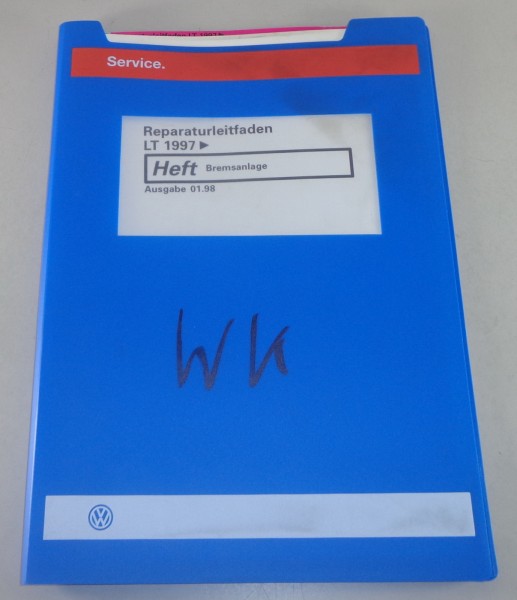 Service.
Reparaturleitfaden
LT 1997 ►
Heft Bremsanlage
Ausgabe 01.98
WK